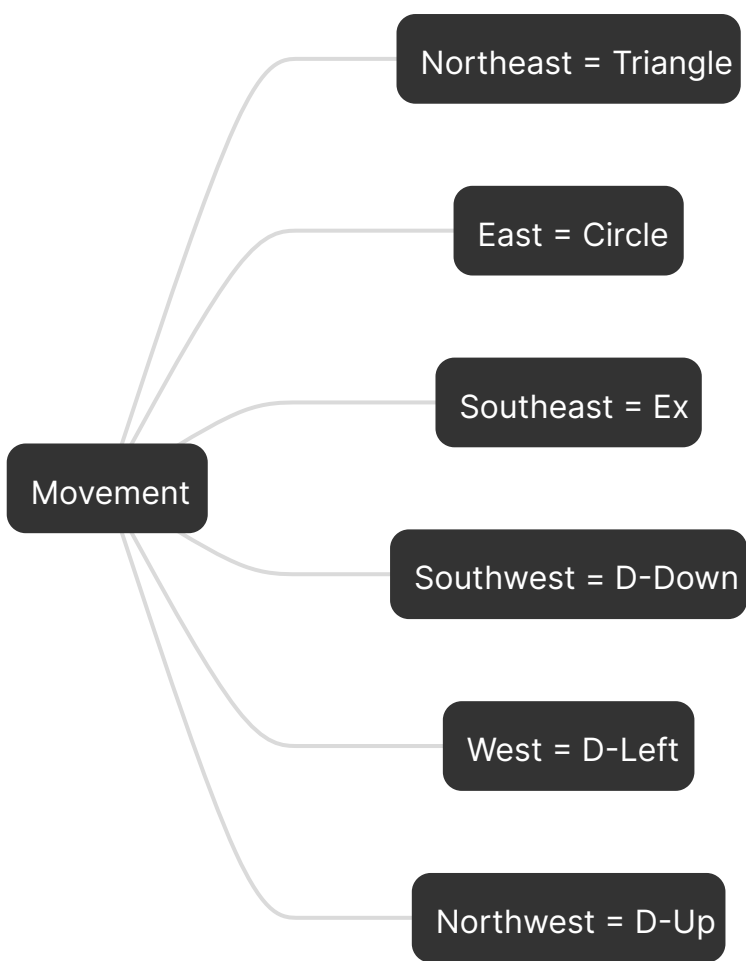 Northeast = Triangle
East = Circle
Southeast = Ex
Movement
Southwest = D-Down
West = D-Left
Northwest = D-Up